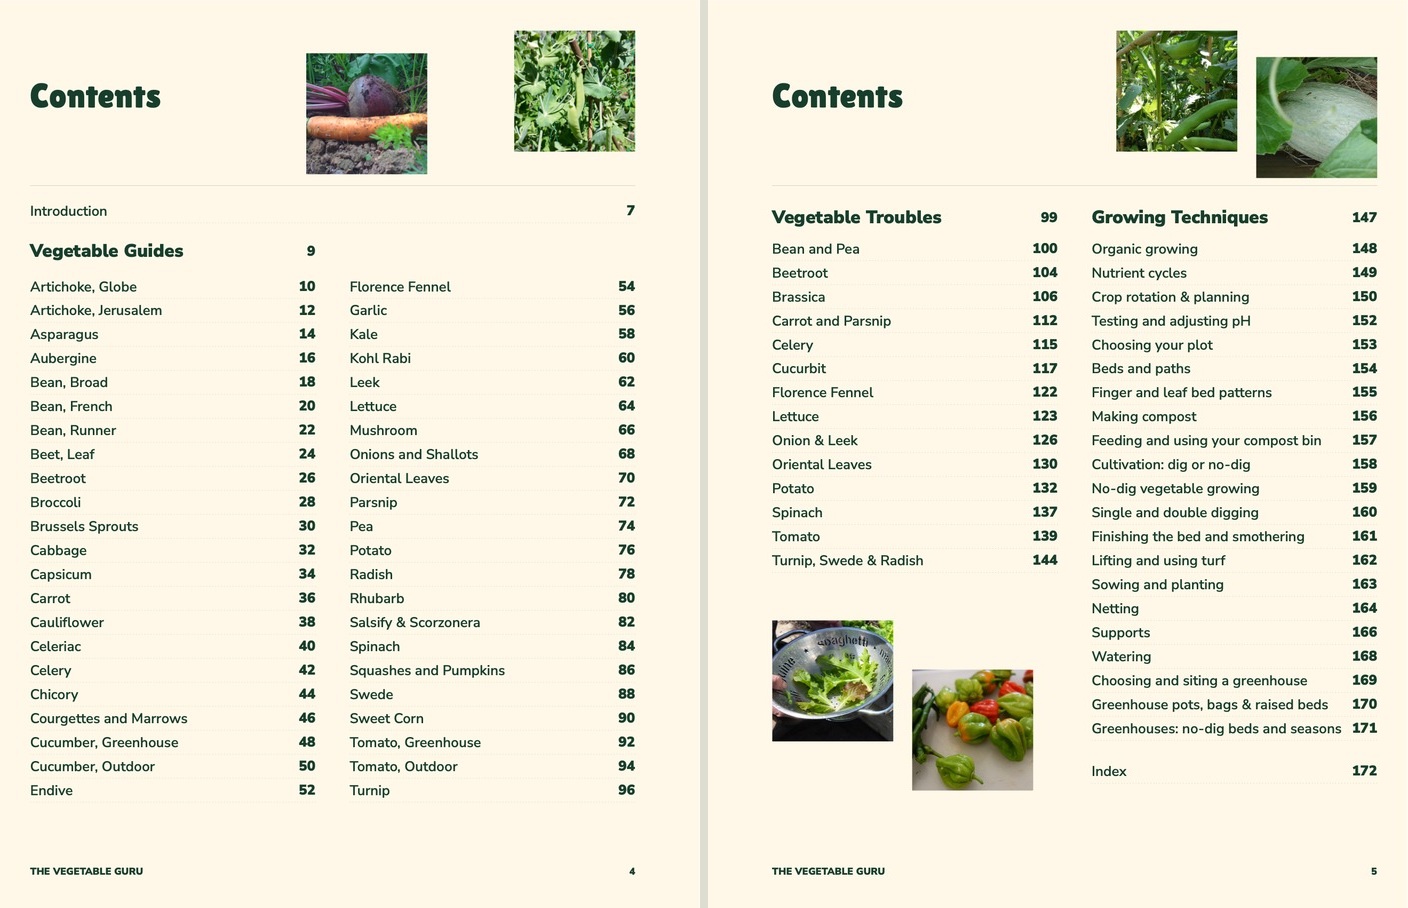 Contents
Introduction 7
Vegetable Guides 9
Artichoke, Globe 10
Artichoke, Jerusalem 12
Asparagus 14
Aubergine 16
Bean, Broad 18
Bean, French 20
Bean, Runner 22
Beet, Leaf 24
Beetroot 26
Broccoli 28
Brussels Sprouts 30
Cabbage 32
Capsicum 34
Carrot 36
Cauliflower 38
Celeriac 40
Celery 42
Chicory 44
Courgettes and Marrows 46
Cucumber, Greenhouse 48
Cucumber, Outdoor 50
Endive 52
Florence Fennel 54
Garlic 56
Kale 58
Kohl Rabi 60
Leek 62
Lettuce 64
Mushroom 66
Onions and Shallots 68
Oriental Leaves 70
Parsnip 72
Pea 74
Potato 76
Radish 78
Rhubarb 80
Salsify & Scorzonera 82
Spinach 84
Squashes and Pumpkins 86
Swede 88
Sweet Corn 90
Tomato, Greenhouse 92
Tomato, Outdoor 94
Turnip 96
THE VEGETABLE GURU 4
Contents
Vegetable Troubles 99
Bean and Pea 100
Beetroot 104
Brassica 106
Carrot and Parsnip 112
Celery 115
Cucurbit 117
Florence Fennel 122
Lettuce 123
Onion & Leek 126
Oriental Leaves 130
Potato 132
Spinach 137
Tomato 139
Turnip, Swede & Radish 144
spaghetti
Growing Techniques 147
Organic growing 148
Nutrient cycles 149
Crop rotation & planning 150
Testing and adjusting pH 152
Choosing your plot 153
Beds and paths 154
Finger and leaf bed patterns 155
Making compost 156
Feeding and using your compost bin 157
Cultivation: dig or no-dig 158
No-dig vegetable growing 159
Single and double digging 160
Finishing the bed and smothering 161
Lifting and using turf 162
Sowing and planting 163
Netting 164
Supports 166
Watering 168
Choosing and siting a greenhouse 169
Greenhouse pots, bags & raised beds 170
Greenhouses: no-dig beds and seasons 171
Index 172
THE VEGETABLE GURU 5